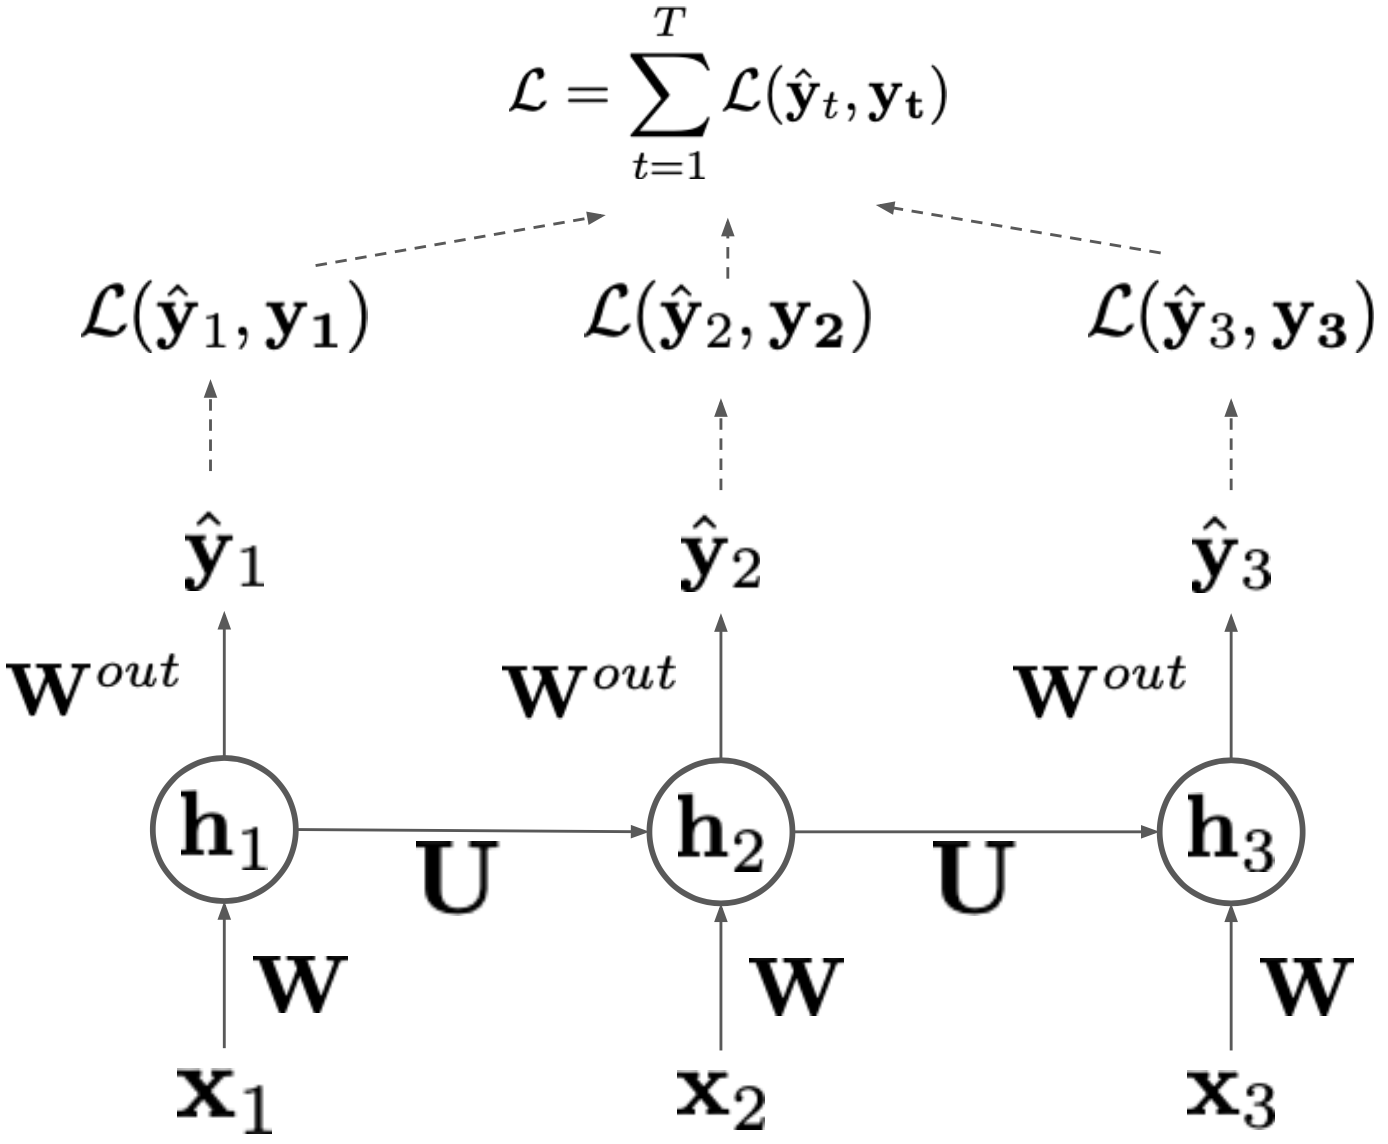 𝓛 = ∑_{t=1}^{T} 𝓛(ŷ_t, y_t)
𝓛(ŷ_1, y_1) 𝓛(ŷ_2, y_2) 𝓛(ŷ_3, y_3)
ŷ_1 ŷ_2 ŷ_3
W^{out} W^{out} W^{out}
h_1 h_2 h_3
U U
W W W
x_1 x_2 x_3